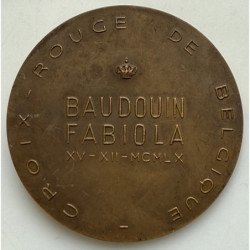 CROIX - ROUGE - DE - BELGIQUE -
BAUDOUIN
FABIOLA
XV-XII-MCMLX